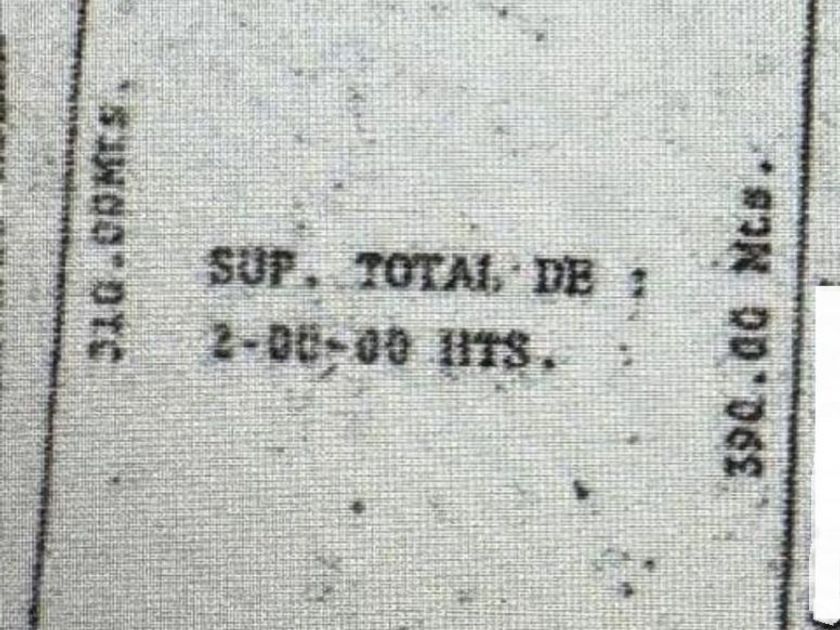 310.00Mts.
SUP. TOTAL DE :
2-00-00 HTS.
390.00 Mts.